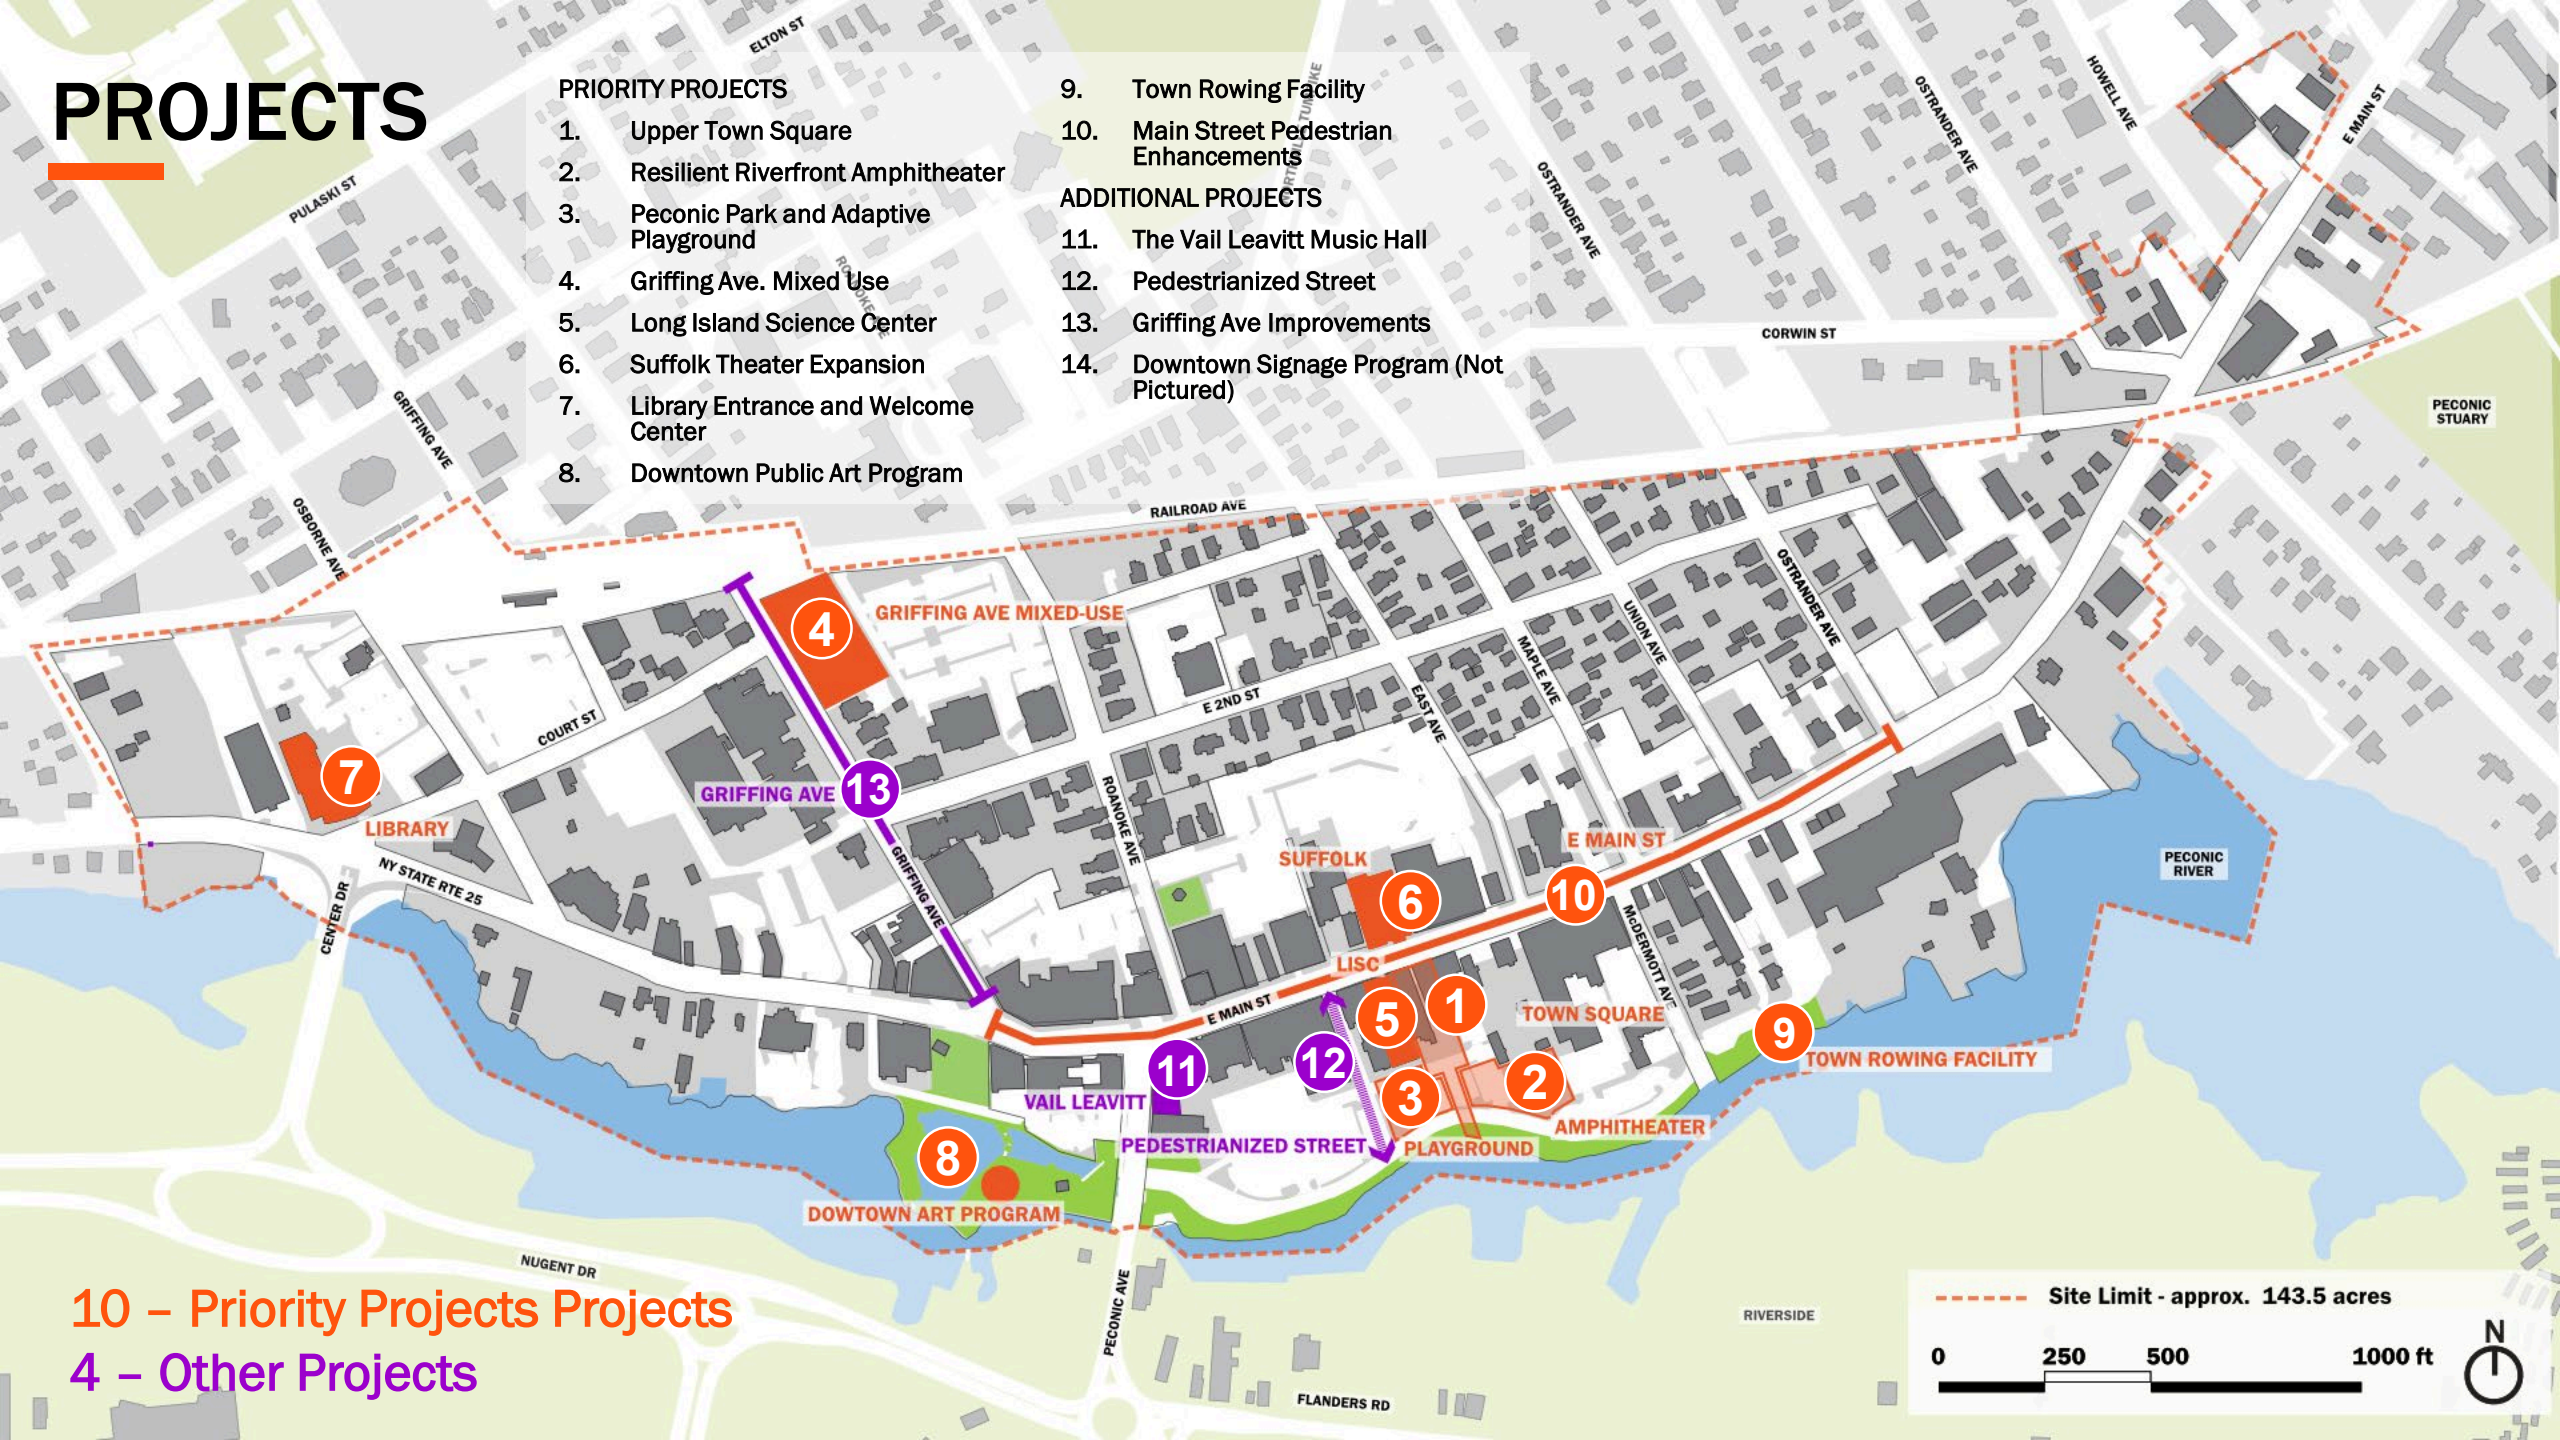 PROJECTS
PRIORITY PROJECTS
1. Upper Town Square
2. Resilient Riverfront Amphitheater
3. Peconic Park and Adaptive
Playground
4. Griffing Ave. Mixed Use
5. Long Island Science Center
6. Suffolk Theater Expansion
7. Library Entrance and Welcome
Center
8. Downtown Public Art Program
9. Town Rowing Facility
10. Main Street Pedestrian
Enhancements
ADDITIONAL PROJECTS
11. The Vail Leavitt Music Hall
12. Pedestrianized Street
13. Griffing Ave Improvements
14. Downtown Signage Program (Not
Pictured)
ELTON ST
PULASKI ST
GRIFFING AVE
OSBORNE AVE
OSTRANDER AVE
OSTRANDER AVE
HOWELL AVE
E MAIN ST
CORWIN ST
PECONIC
STUARY
RAILROAD AVE
4
GRIFFING AVE MIXED-USE
OSTRANDER AVE
UNION AVE
MAPLE AVE
EAST AVE
E 2ND ST
COURT ST
7
LIBRARY
GRIFFING AVE
13
ROANOKE AVE
GRIFFING AVE
NY STATE RTE 25
CENTER DR
SUFFOLK
6
E MAIN ST
10
PECONIC
RIVER
McDERMOTT AVE
LISC
E MAIN ST
5
1
TOWN SQUARE
9
TOWN ROWING FACILITY
11
12
3
2
VAIL LEAVITT
AMPHITHEATER
PEDESTRIANIZED STREET
PLAYGROUND
8
DOWTOWN ART PROGRAM
NUGENT DR
PECONIC AVE
FLANDERS RD
RIVERSIDE
10 – Priority Projects Projects
4 – Other Projects
Site Limit - approx. 143.5 acres
0 250 500 1000 ft
N